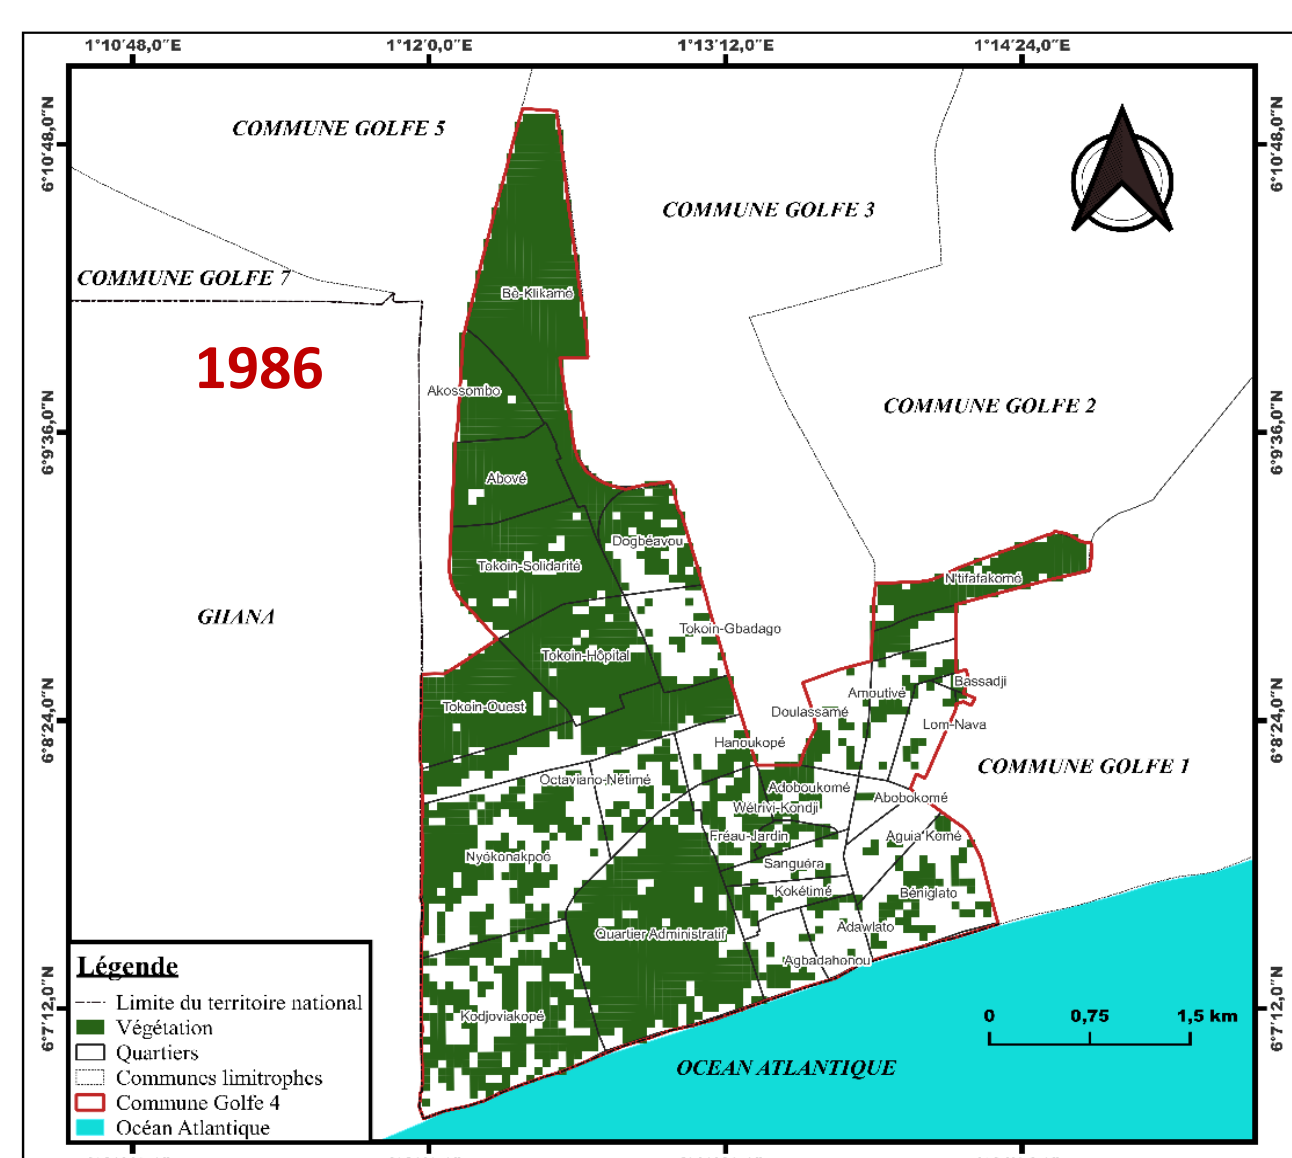 1°10'48,0"E 1°12'0,0"E 1°13'12,0"E 1°14'24,0"E
6°10'48,0"N
6°10'48,0"N
COMMUNE GOLFE 5
COMMUNE GOLFE 3
COMMUNE GOLFE 7
Bè-Klikamé
1986
Akossombo
COMMUNE GOLFE 2
6°9'36,0"N
6°9'36,0"N
Abové
Dogbéavou
Tokoin-Solidarité
N'tifafakomé
GHANA
Tokoin-Gbadago
Tokoin-Hôpital
Bassadji
Amoutivé
Tokoin-Ouest
Doulassamé
Lom-Nava
6°8'24,0"N
6°8'24,0"N
Hanoukopé
COMMUNE GOLFE 1
Octaviano-Nétimé
Adoboukomé
Abobokomé
Wétrivi-Kondji
Fréau-Jardin
Aguia Komé
Nyékonakpoè
Sanguéra
Kokétimé
Béniglato
Adawlato
Quartier Administratif
Agbadahonou
6°7'12,0"N
6°7'12,0"N
Kodjoviakopé
0 0,75 1,5 km
OCEAN ATLANTIQUE
Légende
Limite du territoire national
Végétation
Quartiers
Communes limitrophes
Commune Golfe 4
Océan Atlantique